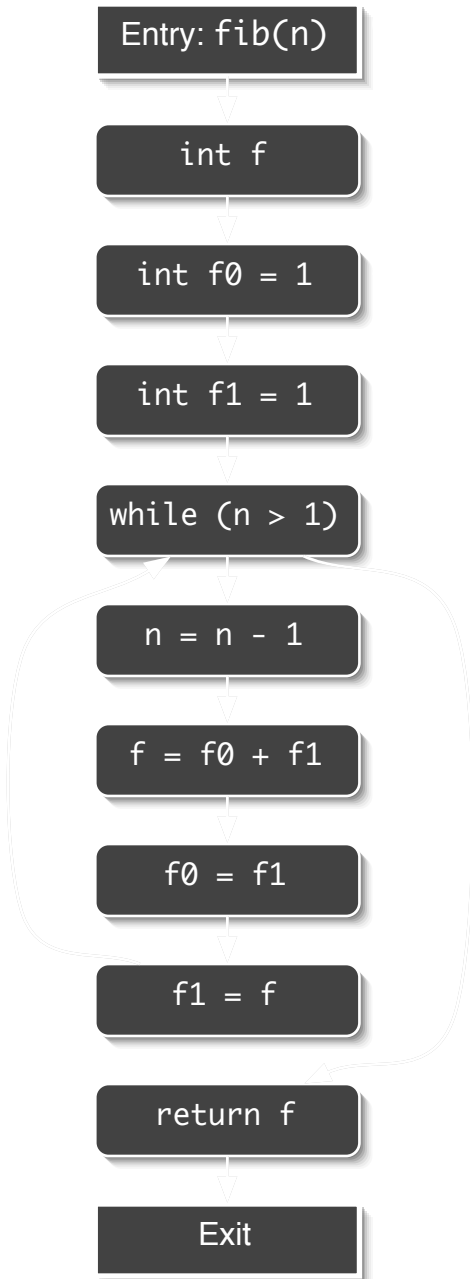 Entry: fib(n)
int f
int f0 = 1
int f1 = 1
while (n > 1)
n = n - 1
f = f0 + f1
f0 = f1
f1 = f
return f
Exit